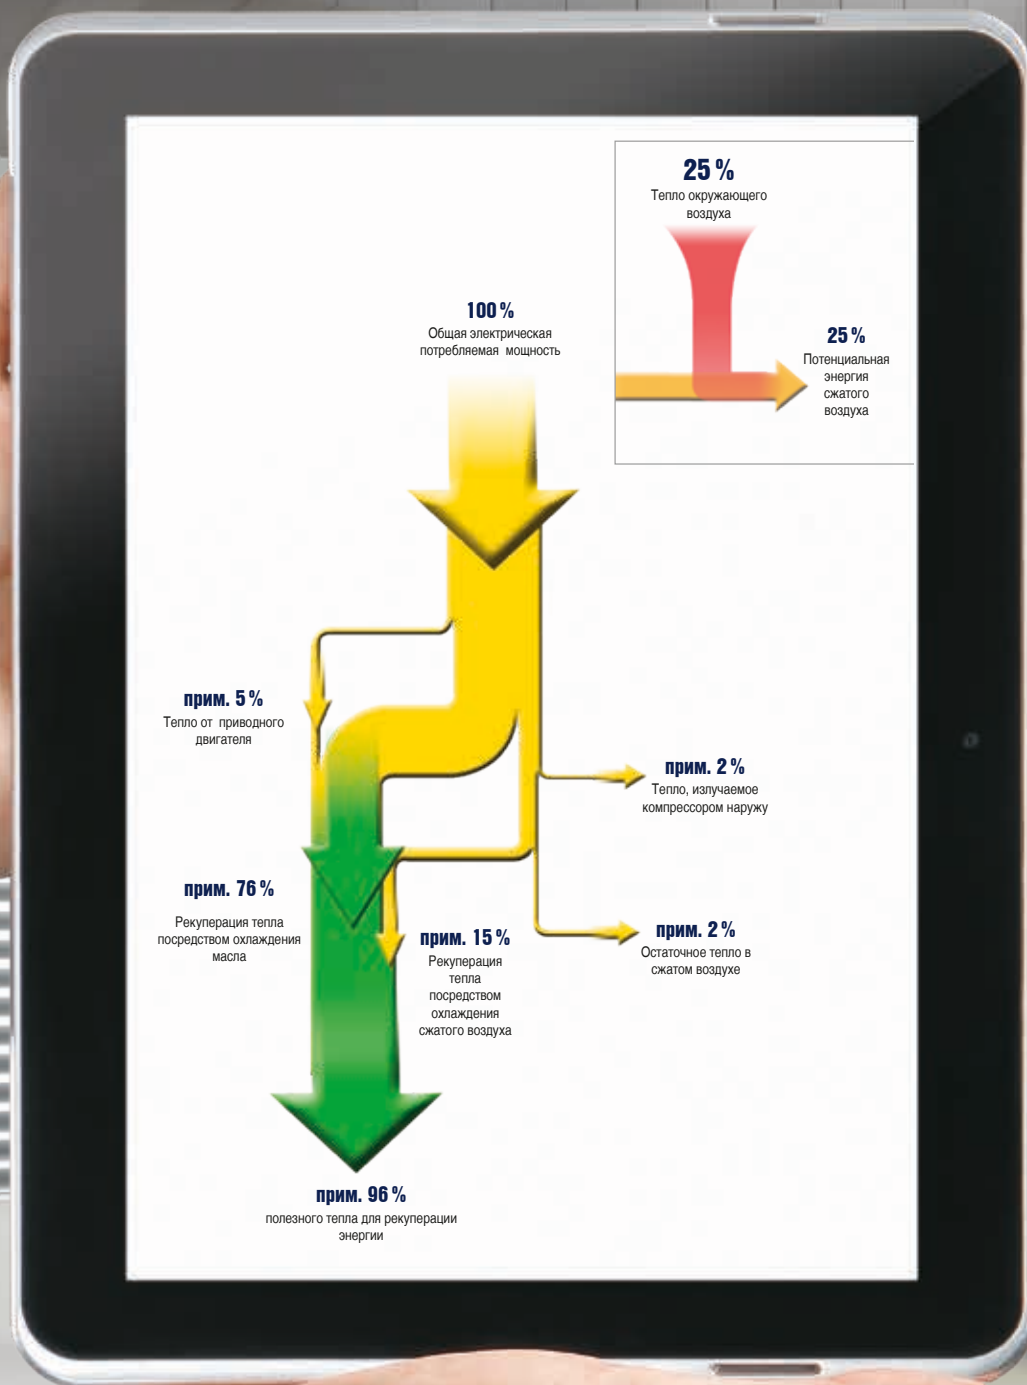 25 %
Тепло окружающего
воздуха
100 %
Общая электрическая
потребляемая мощность
25 %
Потенциальная
энергия
сжатого
воздуха
прим. 5 %
Тепло от приводного
двигателя
прим. 2 %
Тепло, излучаемое
компрессором наружу
прим. 76 %
Рекуперация тепла
посредством охлаждения
масла
прим. 15 %
Рекуперация
тепла
посредством
охлаждения
сжатого воздуха
прим. 2 %
Остаточное тепло в
сжатом воздухе
прим. 96 %
полезного тепла для рекуперации
энергии